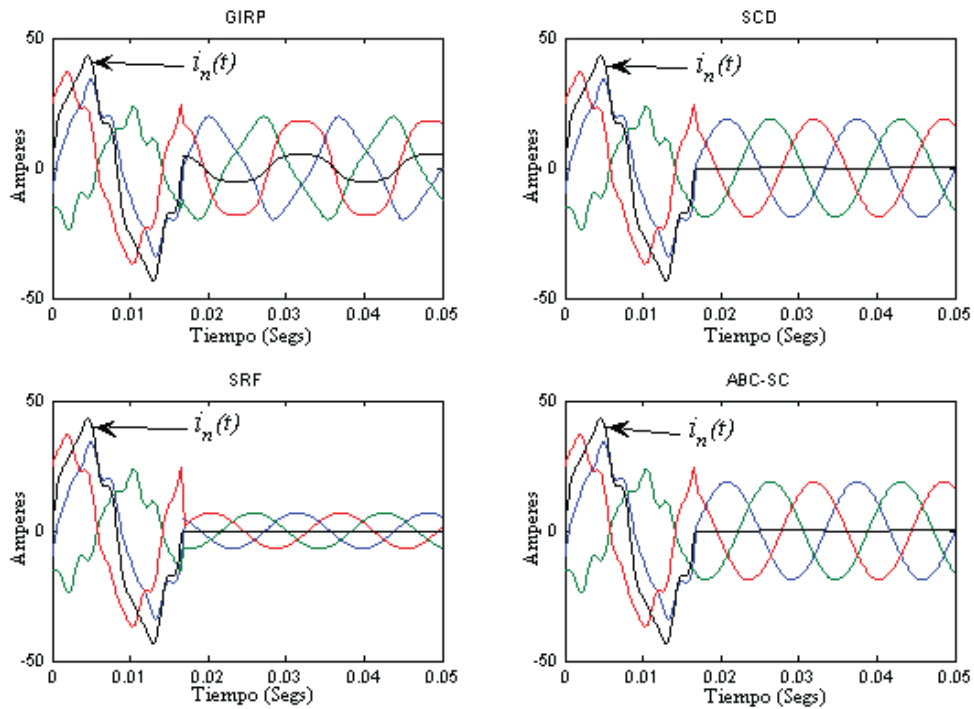 GIRP
50
0
-50
Amperes
i_n(t)
0 0.01 0.02 0.03 0.04 0.05
Tiempo (Segs)
SCD
50
0
-50
Amperes
i_n(t)
0 0.01 0.02 0.03 0.04 0.05
Tiempo (Segs)
SRF
50
0
-50
Amperes
i_n(t)
0 0.01 0.02 0.03 0.04 0.05
Tiempo (Segs)
ABC-SC
50
0
-50
Amperes
i_n(t)
0 0.01 0.02 0.03 0.04 0.05
Tiempo (Segs)